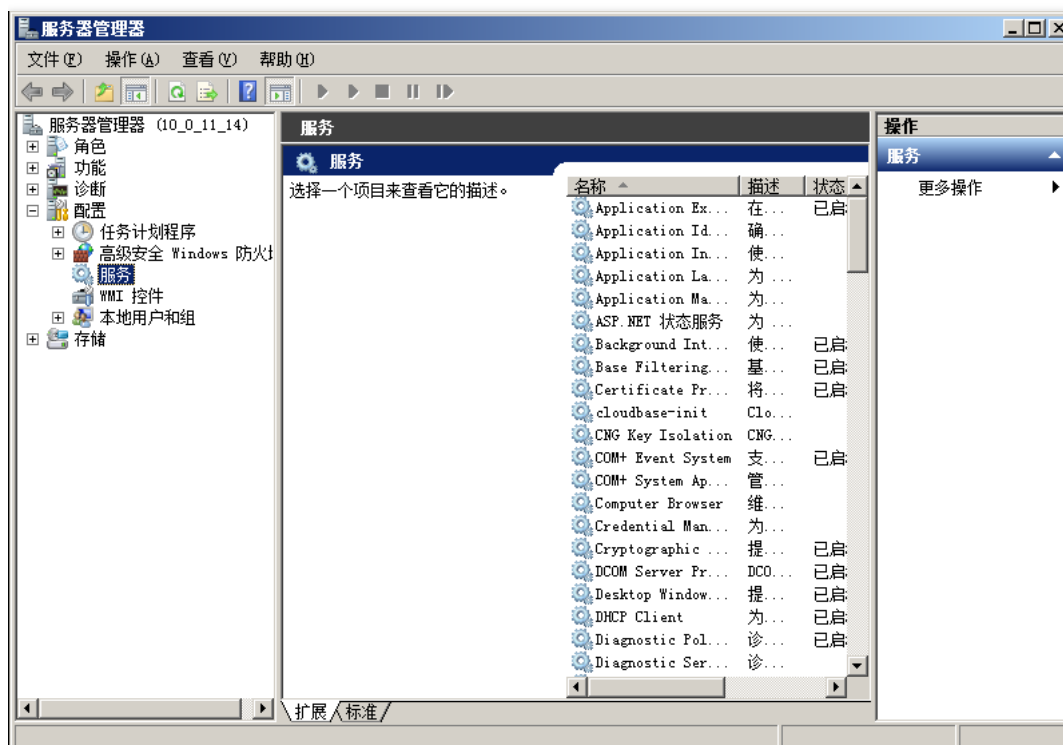 服务器管理器
文件(F) 操作(A) 查看(V) 帮助(H)
服务器管理器 (10_0_11_14)
角色
功能
诊断
配置
任务计划程序
高级安全 Windows 防火
服务
WMI 控件
本地用户和组
存储
服务
服务
选择一个项目来查看它的描述。
名称 描述 状态
Application Ex... 在... 已启
Application Id... 确...
Application In... 使...
Application La... 为 ...
Application Ma... 为...
ASP.NET 状态服务 为 ...
Background Int... 使... 已启
Base Filtering... 基... 已启
Certificate Pr... 将... 已启
cloudbase-init Clo...
CNG Key Isolation CNG...
COM+ Event System 支... 已启
COM+ System Ap... 管...
Computer Browser 维...
Credential Man... 为...
Cryptographic ... 提... 已启
DCOM Server Pr... DCO... 已启
Desktop Window... 提... 已启
DHCP Client 为... 已启
Diagnostic Pol... 诊... 已启
Diagnostic Ser... 诊...
扩展 标准
操作
服务
更多操作